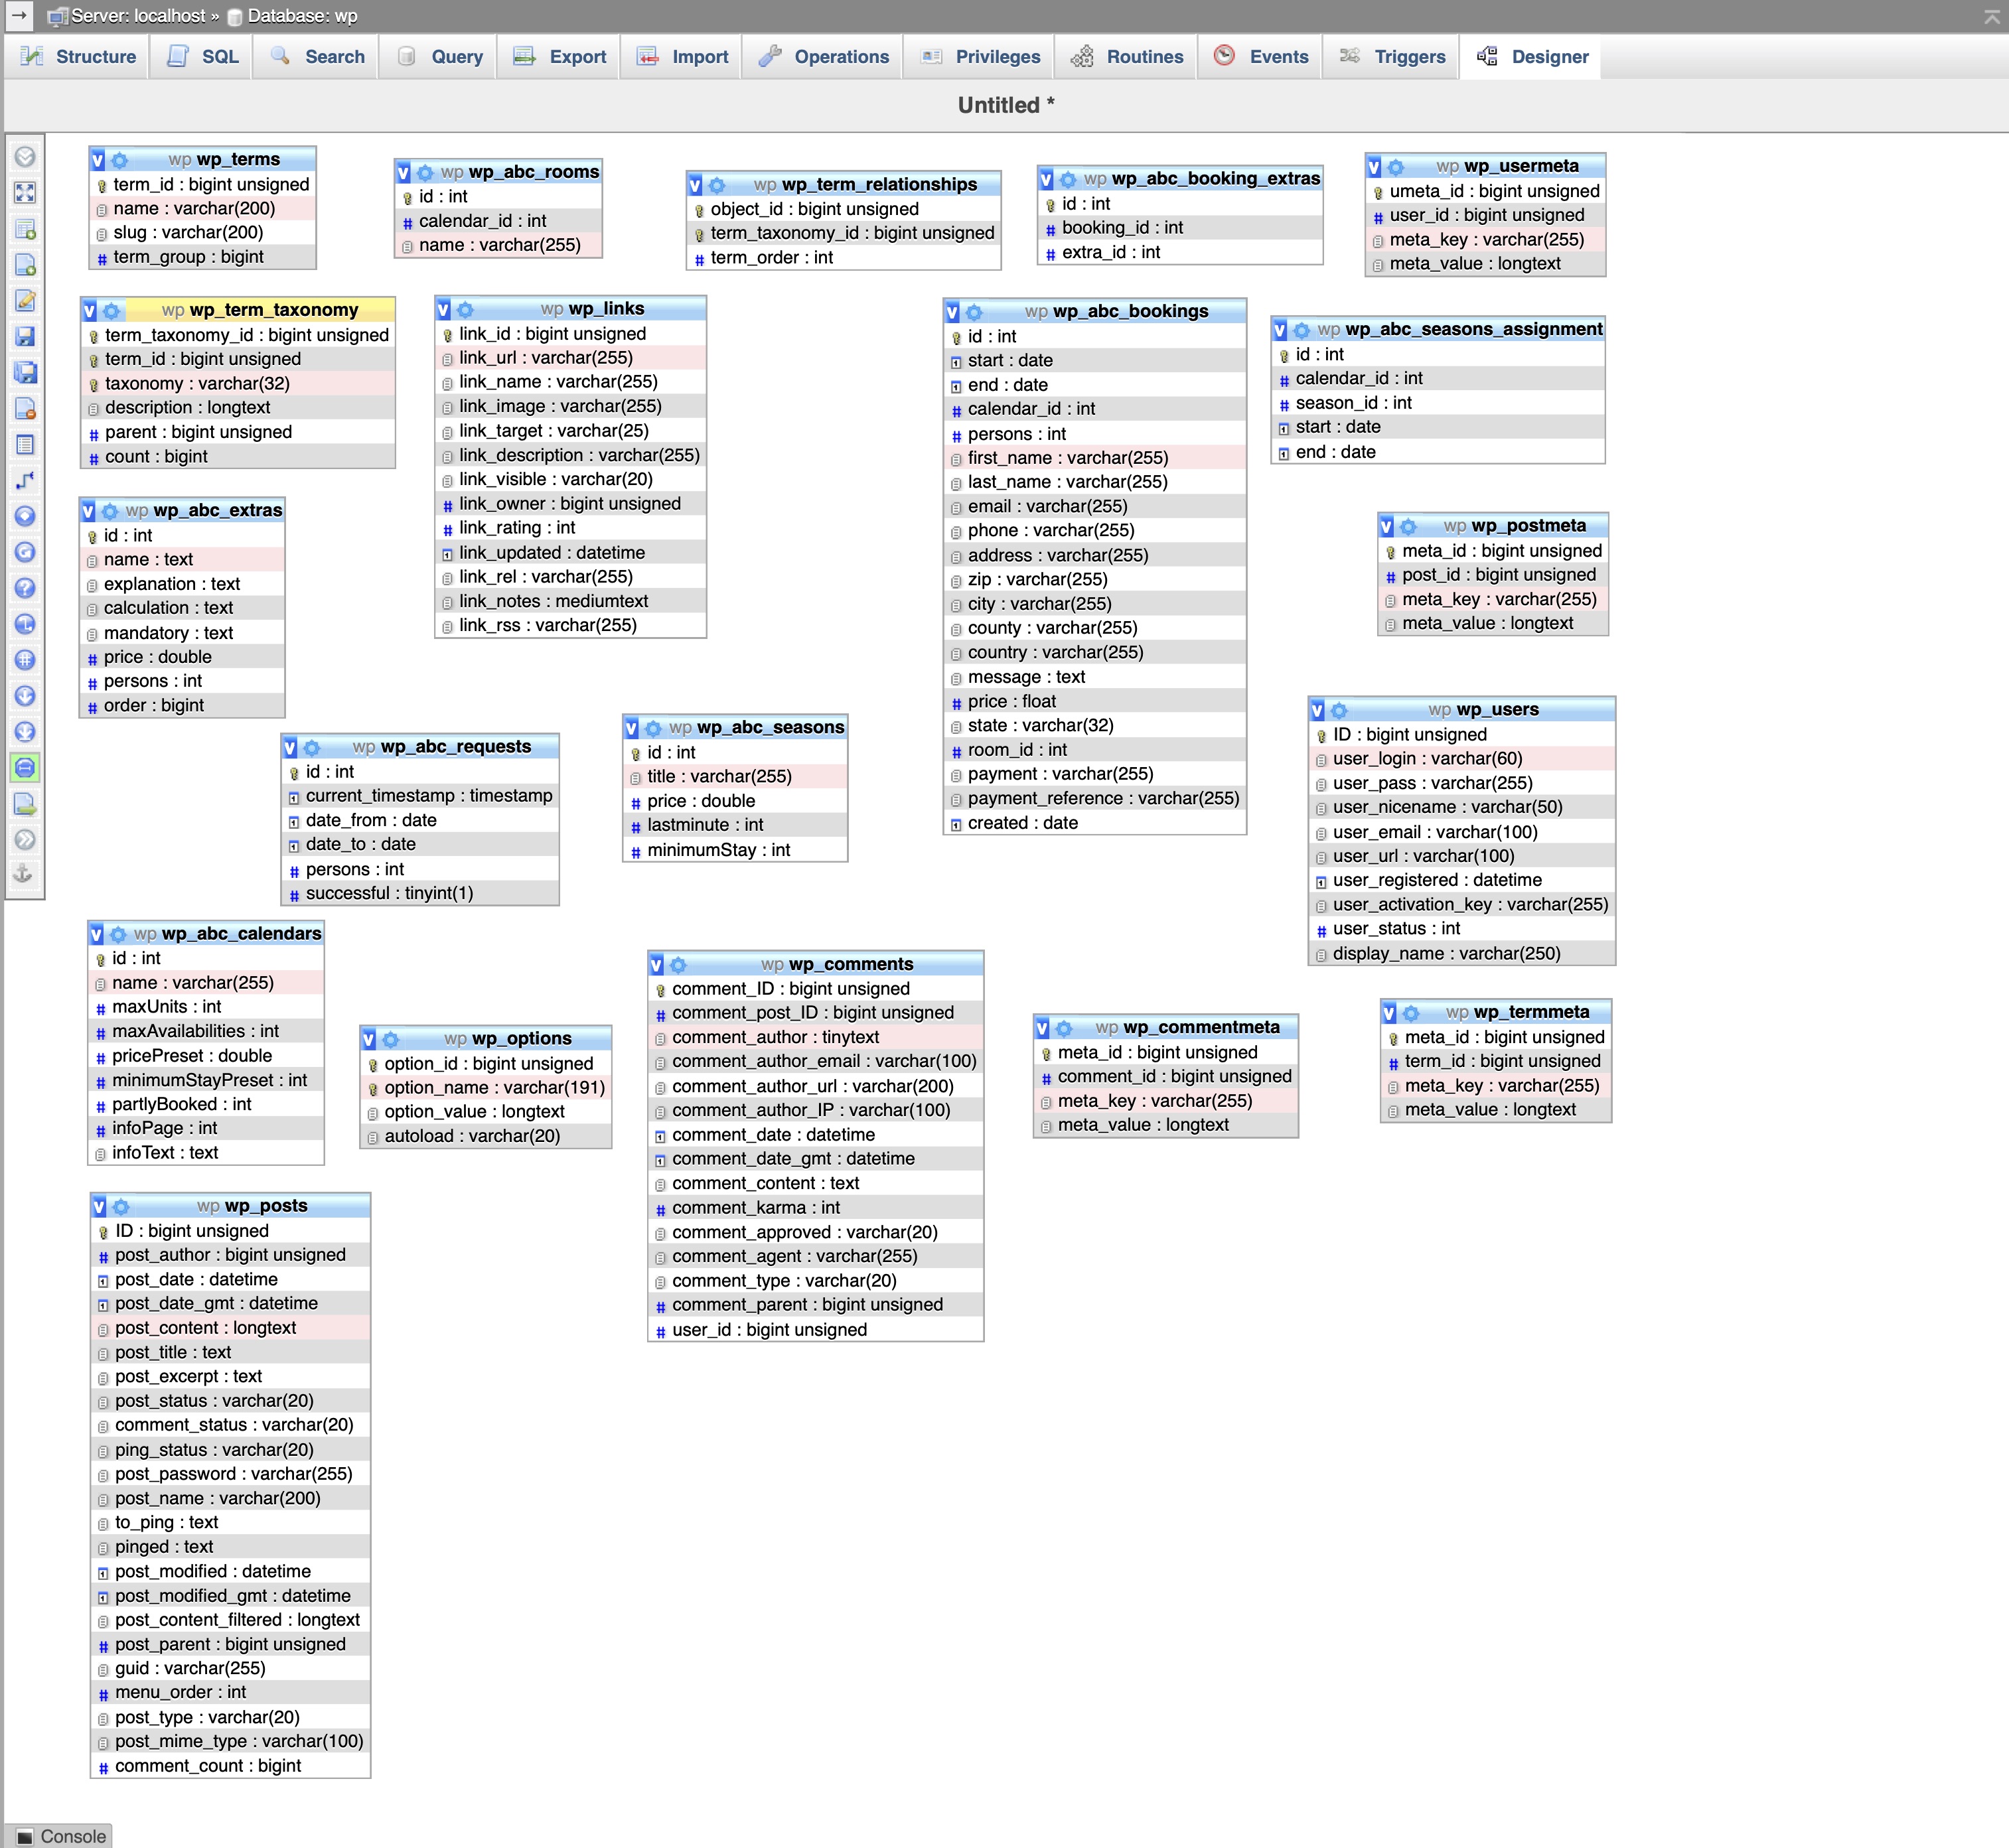 Server: localhost » Database: wp
Structure SQL Search Query Export Import Operations Privileges Routines Events Triggers Designer
Untitled *
wp wp_terms
term_id : bigint unsigned
name : varchar(200)
slug : varchar(200)
term_group : bigint
wp wp_abc_rooms
id : int
calendar_id : int
name : varchar(255)
wp wp_term_relationships
object_id : bigint unsigned
term_taxonomy_id : bigint unsigned
term_order : int
wp wp_abc_booking_extras
id : int
booking_id : int
extra_id : int
wp wp_usermeta
umeta_id : bigint unsigned
user_id : bigint unsigned
meta_key : varchar(255)
meta_value : longtext
wp wp_term_taxonomy
term_taxonomy_id : bigint unsigned
term_id : bigint unsigned
taxonomy : varchar(32)
description : longtext
parent : bigint unsigned
count : bigint
wp wp_links
link_id : bigint unsigned
link_url : varchar(255)
link_name : varchar(255)
link_image : varchar(255)
link_target : varchar(25)
link_description : varchar(255)
link_visible : varchar(20)
link_owner : bigint unsigned
link_rating : int
link_updated : datetime
link_rel : varchar(255)
link_notes : mediumtext
link_rss : varchar(255)
wp wp_abc_bookings
id : int
start : date
end : date
calendar_id : int
persons : int
first_name : varchar(255)
last_name : varchar(255)
email : varchar(255)
phone : varchar(255)
address : varchar(255)
zip : varchar(255)
city : varchar(255)
county : varchar(255)
country : varchar(255)
message : text
price : float
state : varchar(32)
room_id : int
payment : varchar(255)
payment_reference : varchar(255)
created : date
wp wp_abc_seasons_assignment
id : int
calendar_id : int
season_id : int
start : date
end : date
wp wp_abc_extras
id : int
name : text
explanation : text
calculation : text
mandatory : text
price : double
persons : int
order : bigint
wp wp_postmeta
meta_id : bigint unsigned
post_id : bigint unsigned
meta_key : varchar(255)
meta_value : longtext
wp wp_abc_requests
id : int
current_timestamp : timestamp
date_from : date
date_to : date
persons : int
successful : tinyint(1)
wp wp_abc_seasons
id : int
title : varchar(255)
price : double
lastminute : int
minimumStay : int
wp wp_users
ID : bigint unsigned
user_login : varchar(60)
user_pass : varchar(255)
user_nicename : varchar(50)
user_email : varchar(100)
user_url : varchar(100)
user_registered : datetime
user_activation_key : varchar(255)
user_status : int
display_name : varchar(250)
wp wp_abc_calendars
id : int
name : varchar(255)
maxUnits : int
maxAvailabilities : int
pricePreset : double
minimumStayPreset : int
partlyBooked : int
infoPage : int
infoText : text
wp wp_options
option_id : bigint unsigned
option_name : varchar(191)
option_value : longtext
autoload : varchar(20)
wp wp_comments
comment_ID : bigint unsigned
comment_post_ID : bigint unsigned
comment_author : tinytext
comment_author_email : varchar(100)
comment_author_url : varchar(200)
comment_author_IP : varchar(100)
comment_date : datetime
comment_date_gmt : datetime
comment_content : text
comment_karma : int
comment_approved : varchar(20)
comment_agent : varchar(255)
comment_type : varchar(20)
comment_parent : bigint unsigned
user_id : bigint unsigned
wp wp_commentmeta
meta_id : bigint unsigned
comment_id : bigint unsigned
meta_key : varchar(255)
meta_value : longtext
wp wp_termmeta
meta_id : bigint unsigned
term_id : bigint unsigned
meta_key : varchar(255)
meta_value : longtext
wp wp_posts
ID : bigint unsigned
post_author : bigint unsigned
post_date : datetime
post_date_gmt : datetime
post_content : longtext
post_title : text
post_excerpt : text
post_status : varchar(20)
comment_status : varchar(20)
ping_status : varchar(20)
post_password : varchar(255)
post_name : varchar(200)
to_ping : text
pinged : text
post_modified : datetime
post_modified_gmt : datetime
post_content_filtered : longtext
post_parent : bigint unsigned
guid : varchar(255)
menu_order : int
post_type : varchar(20)
post_mime_type : varchar(100)
comment_count : bigint
Console